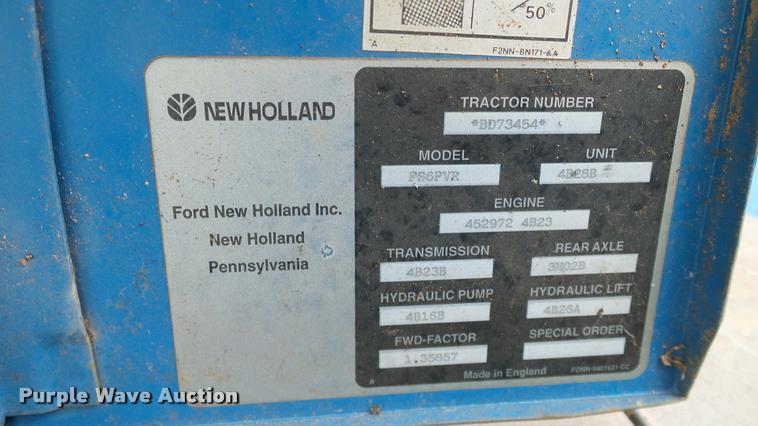 50%
A
F2NN-8N171-AA
NEW HOLLAND
Ford New Holland Inc.
New Holland
Pennsylvania
TRACTOR NUMBER
*BD73454*
MODEL UNIT
FS6PVR 4B28B
ENGINE
452972 4B23
TRANSMISSION REAR AXLE
4B23B 3M02B
HYDRAULIC PUMP HYDRAULIC LIFT
4B16B 4B26A
FWD-FACTOR SPECIAL ORDER
1.35857
A
Made in England
Purple Wave Auction